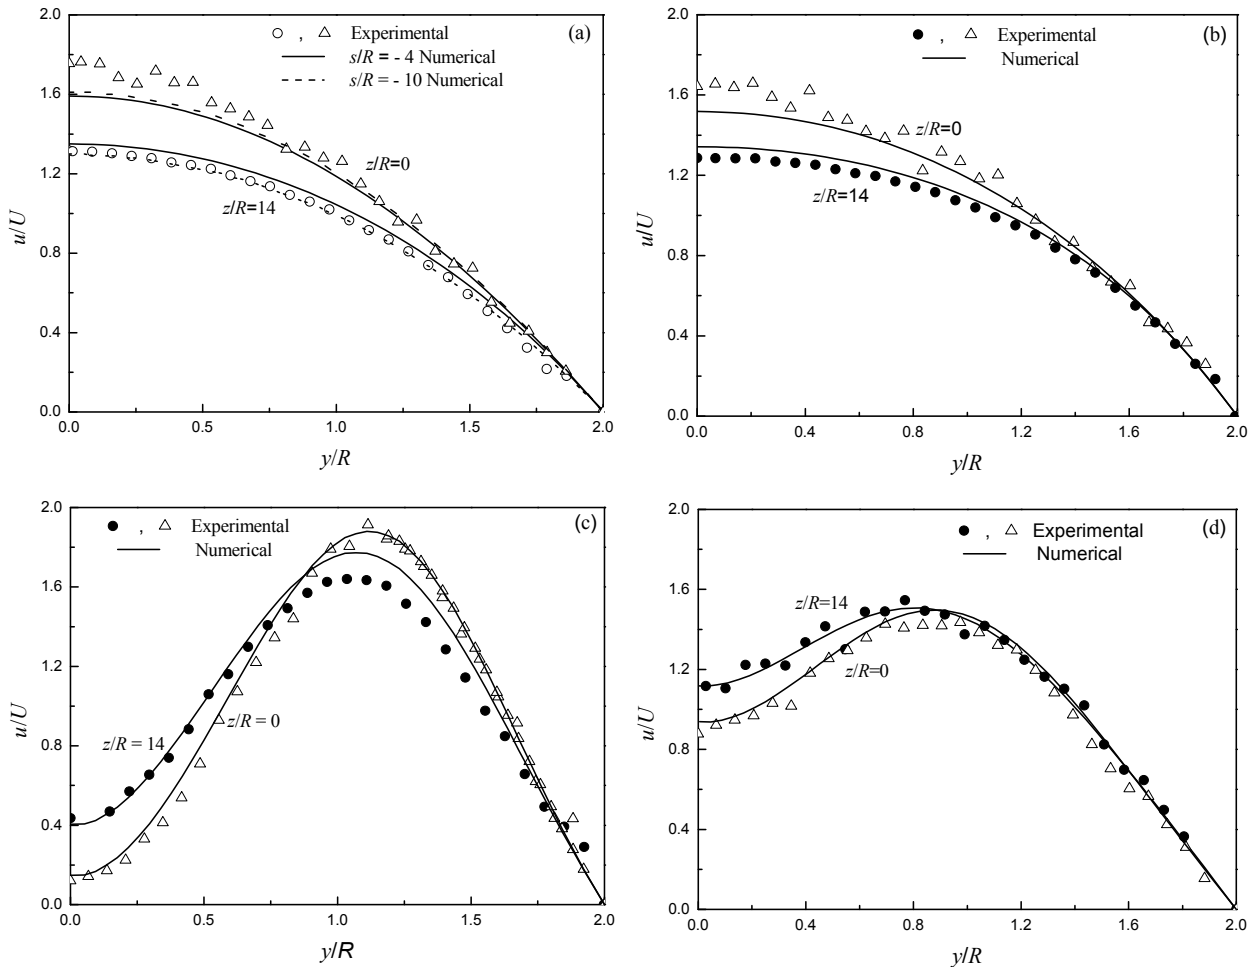 (a)
, Experimental
s/R = - 4 Numerical
s/R = - 10 Numerical
z/R=0
z/R=14
u/U
2.0
1.6
1.2
0.8
0.4
0.0
0.0 0.5 1.0 1.5 2.0
y/R
(b)
, Experimental
Numerical
z/R=0
z/R=14
u/U
2.0
1.6
1.2
0.8
0.4
0.0
0.0 0.4 0.8 1.2 1.6 2.0
y/R
(c)
, Experimental
Numerical
z/R = 14
z/R = 0
u/U
2.0
1.6
1.2
0.8
0.4
0.0
0.0 0.5 1.0 1.5 2.0
y/R
(d)
, Experimental
Numerical
z/R=14
z/R=0
u/U
2.0
1.6
1.2
0.8
0.4
0.0
0.0 0.4 0.8 1.2 1.6 2.0
y/R